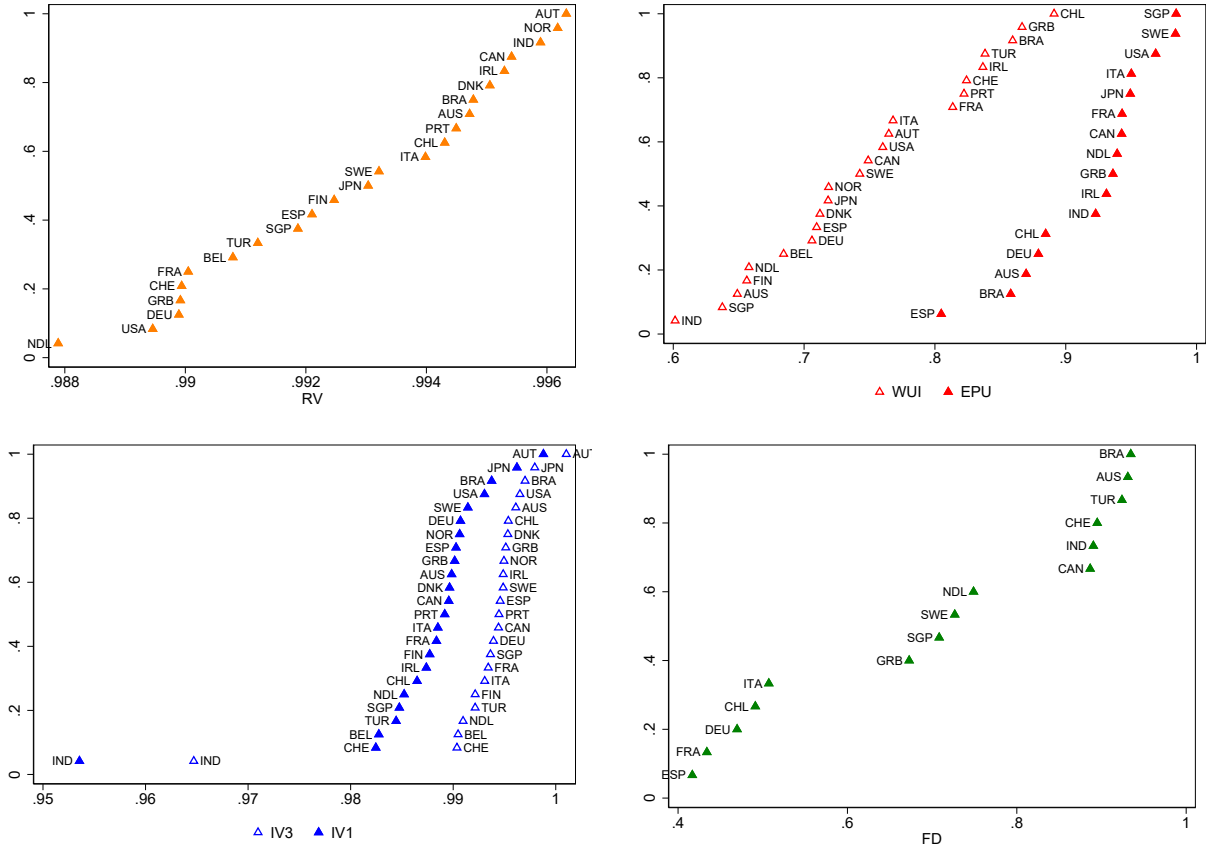 0 .2 .4 .6 .8 1
AUT
NOR
IND
CAN
IRL
DNK
BRA
AUS
PRT
CHL
ITA
SWE
JPN
FIN
ESP
SGP
TUR
BEL
FRA
CHE
GRB
DEU
USA
NDL
.988 .99 .992 .994 .996
RV
0 .2 .4 .6 .8 1
CHL
GRB
BRA
TUR
IRL
CHE
PRT
FRA
ITA
AUT
USA
CAN
SWE
NOR
JPN
DNK
ESP
DEU
BEL
NDL
FIN
AUS
SGP
IND
SGP
SWE
USA
ITA
JPN
FRA
CAN
NDL
GRB
IRL
IND
CHL
DEU
AUS
BRA
ESP
.6 .7 .8 .9 1
WUI EPU
0 .2 .4 .6 .8 1
AUT
JPN
BRA
USA
SWE
DEU
NOR
ESP
GRB
AUS
DNK
CAN
PRT
ITA
FRA
FIN
IRL
CHL
NDL
SGP
TUR
BEL
CHE
IND
AUT
JPN
BRA
USA
AUS
CHL
DNK
GRB
NOR
IRL
SWE
ESP
PRT
CAN
DEU
SGP
FRA
ITA
FIN
TUR
NDL
BEL
CHE
IND
.95 .96 .97 .98 .99 1
IV3 IV1
0 .2 .4 .6 .8 1
BRA
AUS
TUR
CHE
IND
CAN
NDL
SWE
SGP
GRB
ITA
CHL
DEU
FRA
ESP
.4 .6 .8 1
FD